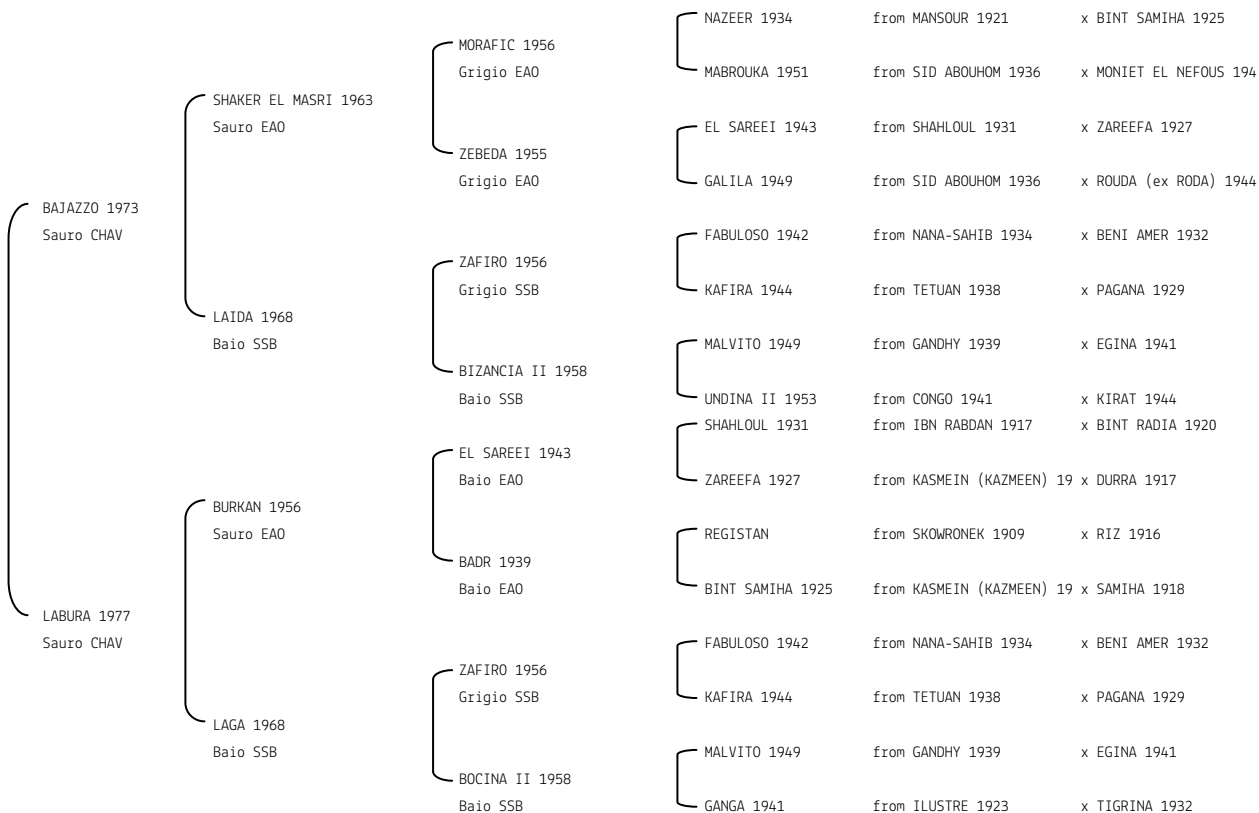 NAZEER 1934 from MANSOUR 1921 x BINT SAMIHA 1925
MORAFIC 1956
Grigio EAO MABROUKA 1951 from SID ABOUHOM 1936 x MONIET EL NEFOUS 194
SHAKER EL MASRI 1963
Sauro EAO EL SAREEI 1943 from SHAHLOUL 1931 x ZAREEFA 1927
ZEBEDA 1955
Grigio EAO GALILA 1949 from SID ABOUHOM 1936 x ROUDA (ex RODA) 1944
BAJAZZO 1973
Sauro CHAV FABULOSO 1942 from NANA-SAHIB 1934 x BENI AMER 1932
ZAFIRO 1956
Grigio SSB KAFIRA 1944 from TETUAN 1938 x PAGANA 1929
LAIDA 1968
Baio SSB MALVITO 1949 from GANDHY 1939 x EGINA 1941
BIZANCIA II 1958
Baio SSB UNDINA II 1953 from CONGO 1941 x KIRAT 1944
SHAHLOUL 1931 from IBN RABDAN 1917 x BINT RADIA 1920
EL SAREEI 1943
Baio EAO ZAREEFA 1927 from KASMEIN (KAZMEEN) 19 x DURRA 1917
BURKAN 1956
Sauro EAO REGISTAN from SKOWRONEK 1909 x RIZ 1916
BADR 1939
Baio EAO BINT SAMIHA 1925 from KASMEIN (KAZMEEN) 19 x SAMIHA 1918
LABURA 1977
Sauro CHAV FABULOSO 1942 from NANA-SAHIB 1934 x BENI AMER 1932
ZAFIRO 1956
Grigio SSB KAFIRA 1944 from TETUAN 1938 x PAGANA 1929
LAGA 1968
Baio SSB MALVITO 1949 from GANDHY 1939 x EGINA 1941
BOCINA II 1958
Baio SSB GANGA 1941 from ILUSTRE 1923 x TIGRINA 1932